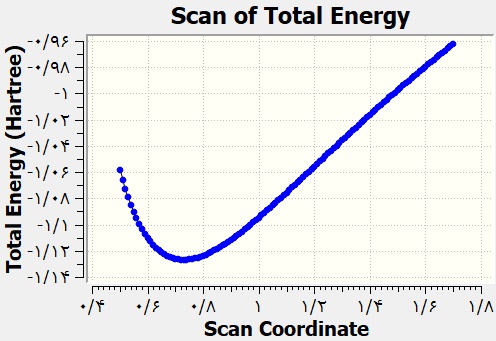 Scan of Total Energy
Total Energy (Hartree)
-۰/۹۶
-۰/۹۸
-۱
-۱/۰۲
-۱/۰۴
-۱/۰۶
-۱/۰۸
-۱/۱
-۱/۱۲
-۱/۱۴
۰/۴ ۰/۶ ۰/۸ ۱ ۱/۲ ۱/۴ ۱/۶ ۱/۸
Scan Coordinate